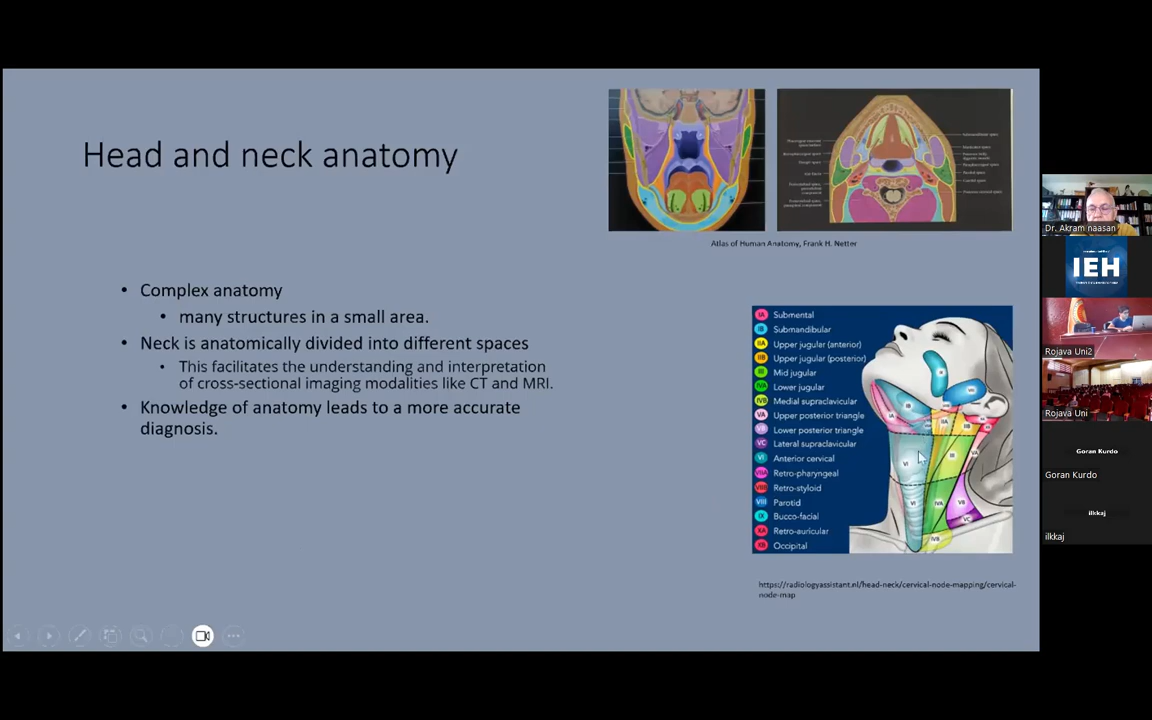 Head and neck anatomy
Atlas of Human Anatomy, Frank H. Netter
• Complex anatomy
• many structures in a small area.
• Neck is anatomically divided into different spaces
• This facilitates the understanding and interpretation
of cross-sectional imaging modalities like CT and MRI.
• Knowledge of anatomy leads to a more accurate
diagnosis.
IA Submental
IB Submandibular
IIA Upper jugular (anterior)
IIB Upper jugular (posterior)
III Mid jugular
IVA Lower jugular
IVB Medial supraclavicular
VA Upper posterior triangle
VB Lower posterior triangle
VC Lateral supraclavicular
VI Anterior cervical
VIIA Retro-pharyngeal
VIIB Retro-styloid
VIII Parotid
IX Bucco-facial
XA Retro-auricular
XB Occipital
https://radiologyassistant.nl/head-neck/cervical-node-mapping/cervical-
node-map
Dr. Akram naasan
IEH
Rojava Uni2
Rojava Uni
Goran Kurdo
Goran Kurdo
ilkkaj
ilkkaj